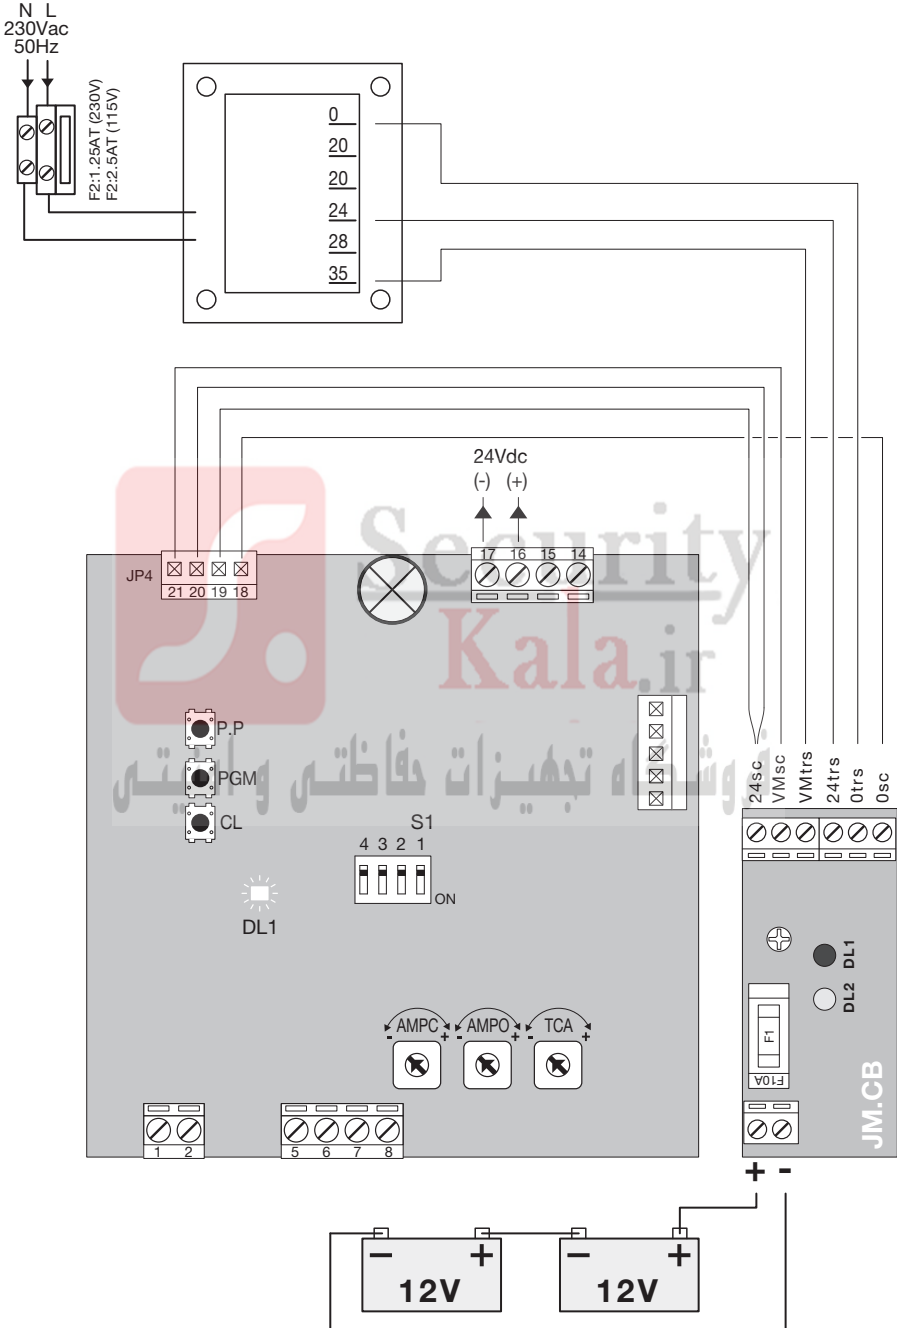 N L
230Vac
50Hz
F2:1.25AT (230V)
F2:2.5AT (115V)
0
20
20
24
28
35
24Vdc
(-) (+)
17 16 15 14
JP4
21 20 19 18
Security
Kala.ir
فروشگاه تجهیزات حفاظتی و امنیتی
P.P
PGM
CL
S1
4 3 2 1
ON
DL1
24sc
VMsc
VMtrs
24trs
0trs
0sc
DL1
DL2
F1
F10A
JM.CB
AMPC
- +
AMPO
- +
TCA
- +
1 2
5 6 7 8
+ -
- +
12V
- +
12V